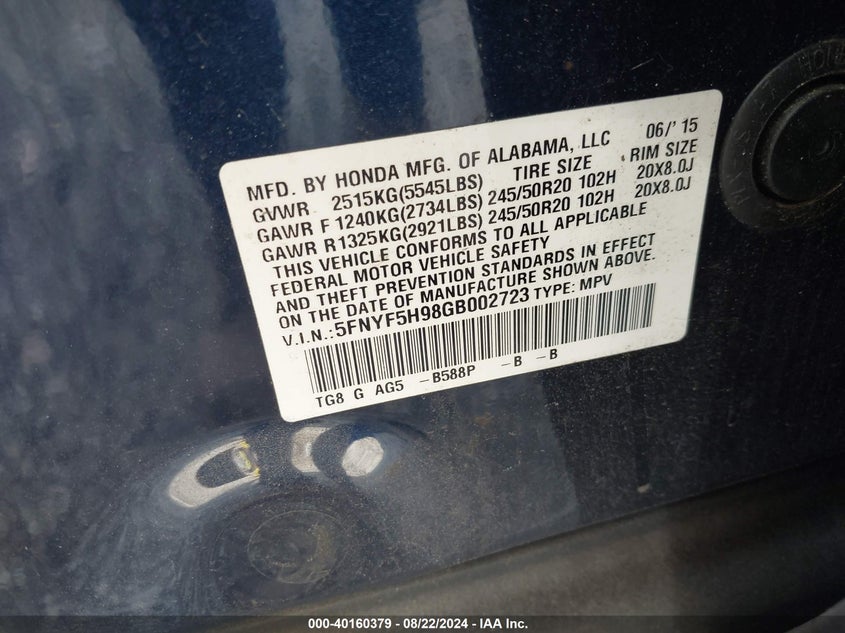 MFD. BY HONDA MFG. OF ALABAMA, LLC 06/' 15
GVWR 2515KG(5545LBS) TIRE SIZE RIM SIZE
GAWR F 1240KG(2734LBS) 245/50R20 102H 20X8.0J
GAWR R1325KG(2921LBS) 245/50R20 102H 20X8.0J
THIS VEHICLE CONFORMS TO ALL APPLICABLE
FEDERAL MOTOR VEHICLE SAFETY
AND THEFT PREVENTION STANDARDS IN EFFECT
ON THE DATE OF MANUFACTURE SHOWN ABOVE.
V.I.N.:5FNYF5H98GB002723 TYPE: MPV
TG8 G AG5 -B588P -B -B
000-40160379 - 08/22/2024 - IAA Inc.